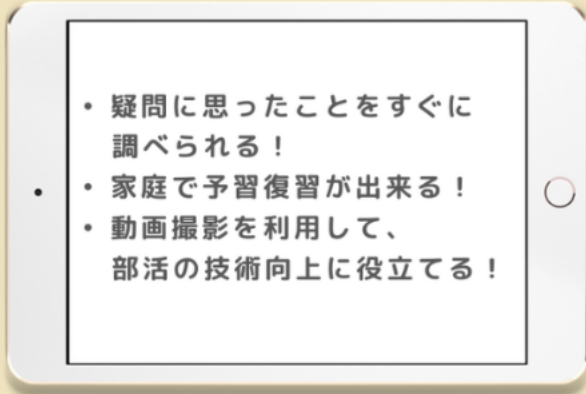 • 疑問に思ったことをすぐに
調べられる！
• 家庭で予習復習が出来る！
• 動画撮影を利用して、
部活の技術向上に役立てる！